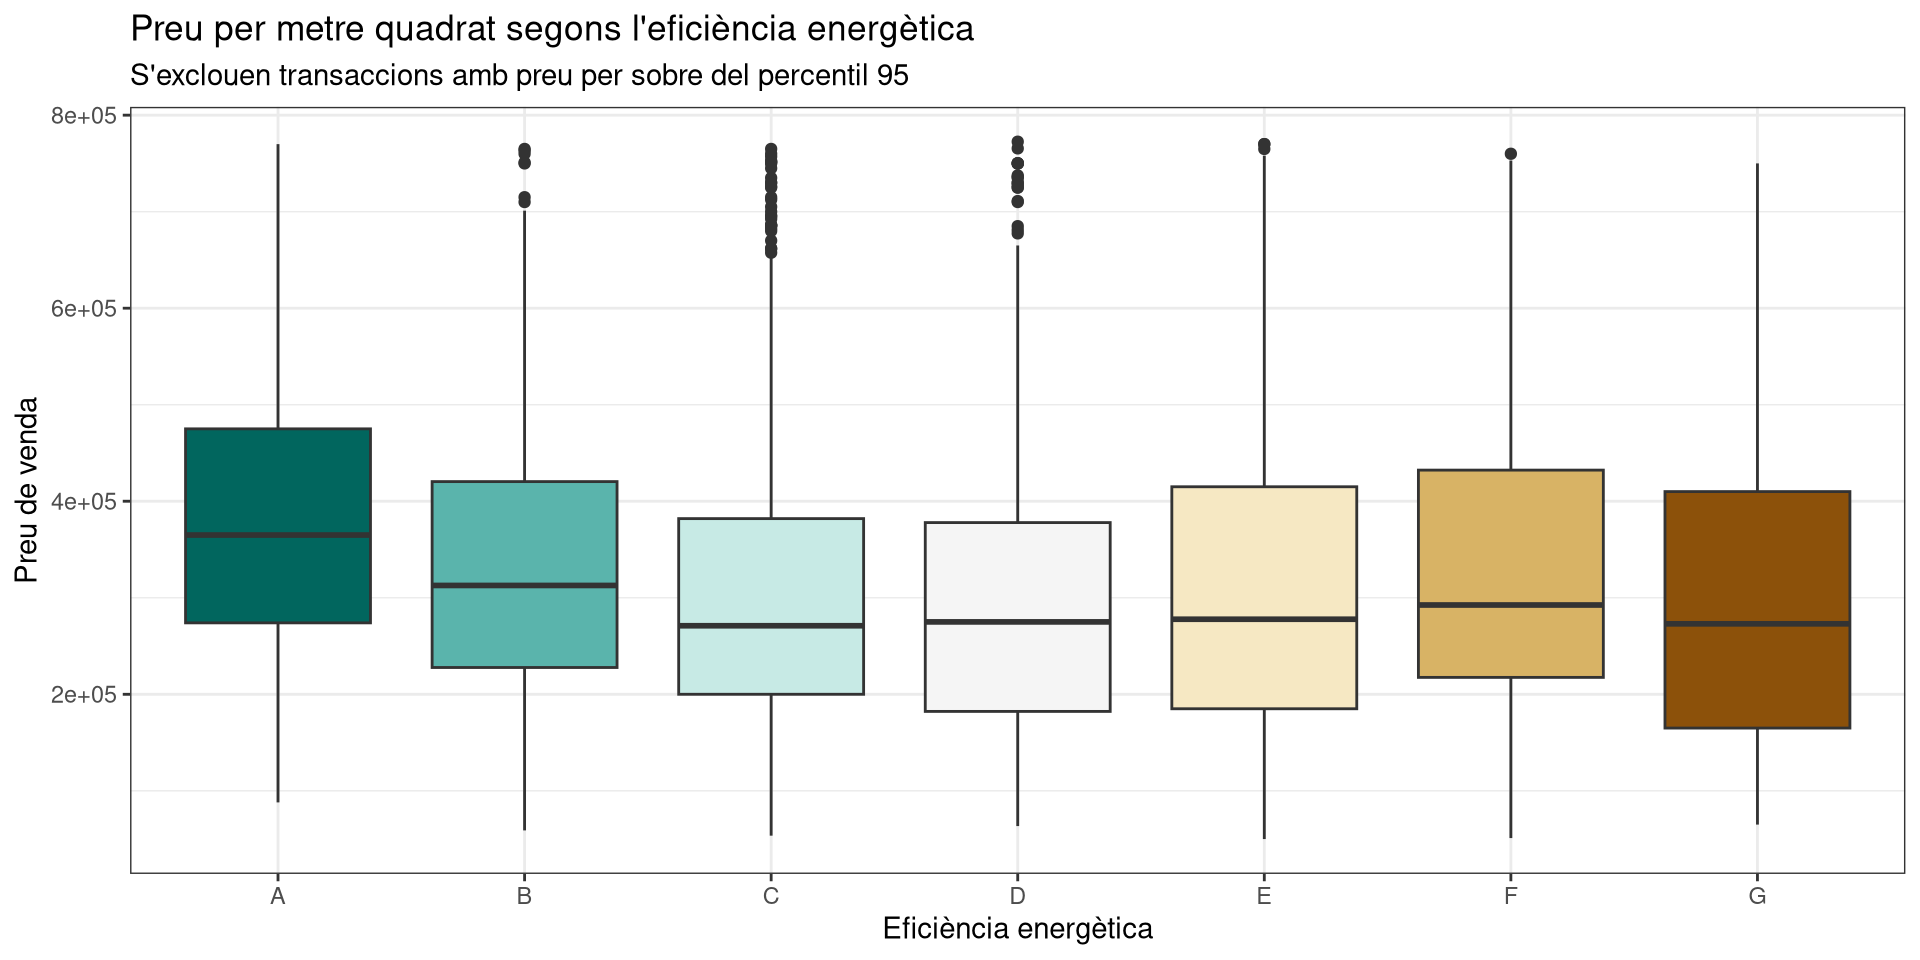 Preu per metre quadrat segons l'eficiència energètica
S'exclouen transaccions amb preu per sobre del percentil 95
Preu de venda
8e+05
6e+05
4e+05
2e+05
A B C D E F G
Eficiència energètica